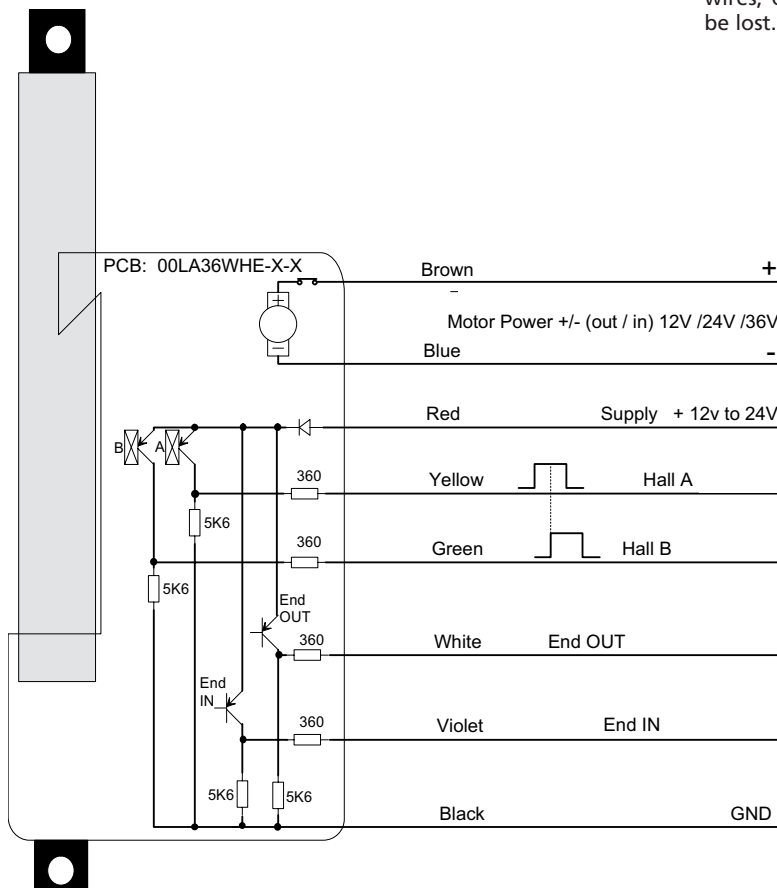 be lost.
PCB: 00LA36WHE-X-X
Brown
+
+
–
Motor Power +/- (out / in) 12V /24V /36V
–
Blue
-
Red
Supply + 12v to 24V
B
A
360
Yellow
Hall A
5K6
360
Green
Hall B
5K6
End
OUT
360
White
End OUT
End
IN
360
Violet
End IN
5K6
5K6
Black
GND